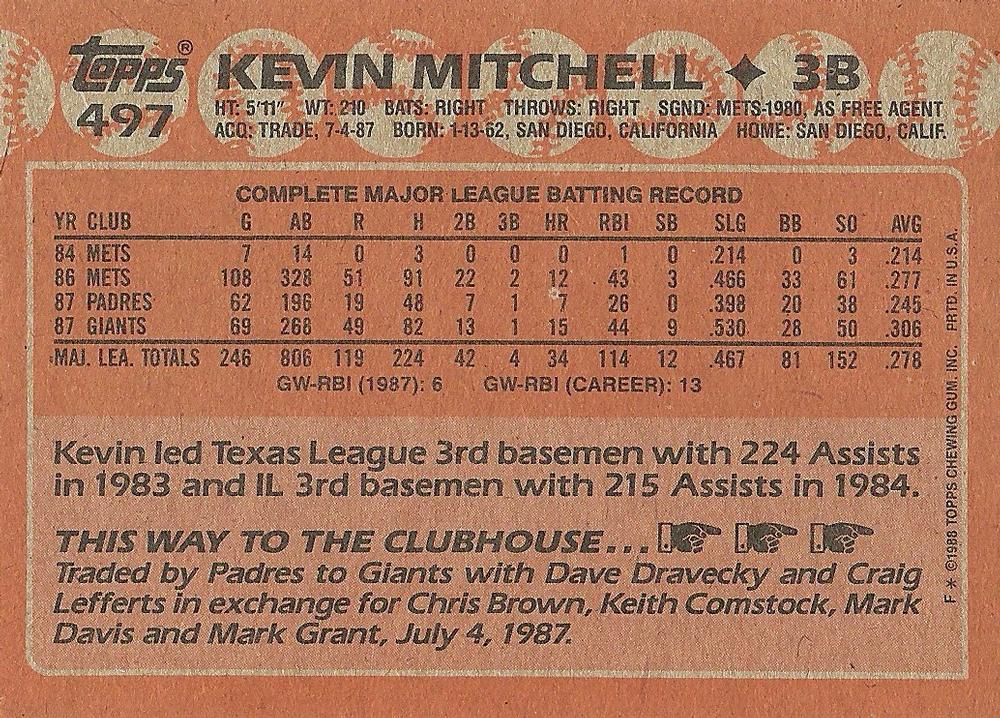 topps®
497
KEVIN MITCHELL ✦ 3B
HT: 5'11" WT: 210 BATS: RIGHT THROWS: RIGHT SGND: METS-1980, AS FREE AGENT
ACQ: TRADE, 7-4-87 BORN: 1-13-62, SAN DIEGO, CALIFORNIA HOME: SAN DIEGO, CALIF.
COMPLETE MAJOR LEAGUE BATTING RECORD
YR CLUB G AB R H 2B 3B HR RBI SB SLG BB SO AVG
84 METS 7 14 0 3 0 0 0 1 0 .214 0 3 .214
86 METS 108 328 51 91 22 2 12 43 3 .466 33 61 .277
87 PADRES 62 196 19 48 7 1 7 26 0 .398 20 38 .245
87 GIANTS 69 268 49 82 13 1 15 44 9 .530 28 50 .306
MAJ. LEA. TOTALS 246 806 119 224 42 4 34 114 12 .467 81 152 .278
GW-RBI (1987): 6 GW-RBI (CAREER): 13
Kevin led Texas League 3rd basemen with 224 Assists
in 1983 and IL 3rd basemen with 215 Assists in 1984.
THIS WAY TO THE CLUBHOUSE...
Traded by Padres to Giants with Dave Dravecky and Craig
Lefferts in exchange for Chris Brown, Keith Comstock, Mark
Davis and Mark Grant, July 4, 1987.
F * ©1988 TOPPS CHEWING GUM, INC. PRTD. IN U.S.A.